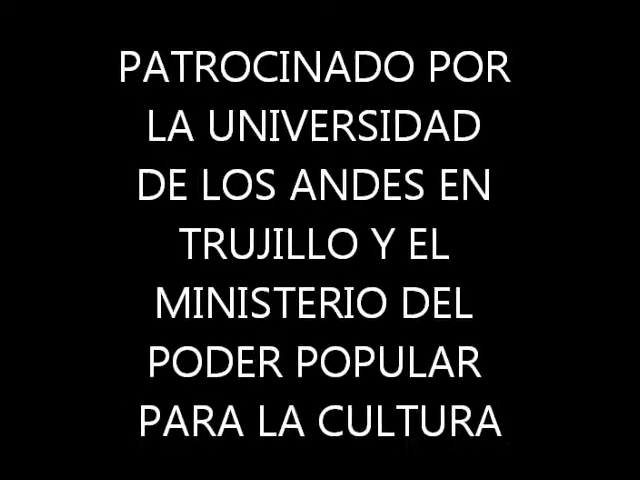 PATROCINADO POR
LA UNIVERSIDAD
DE LOS ANDES EN
TRUJILLO Y EL
MINISTERIO DEL
PODER POPULAR
PARA LA CULTURA